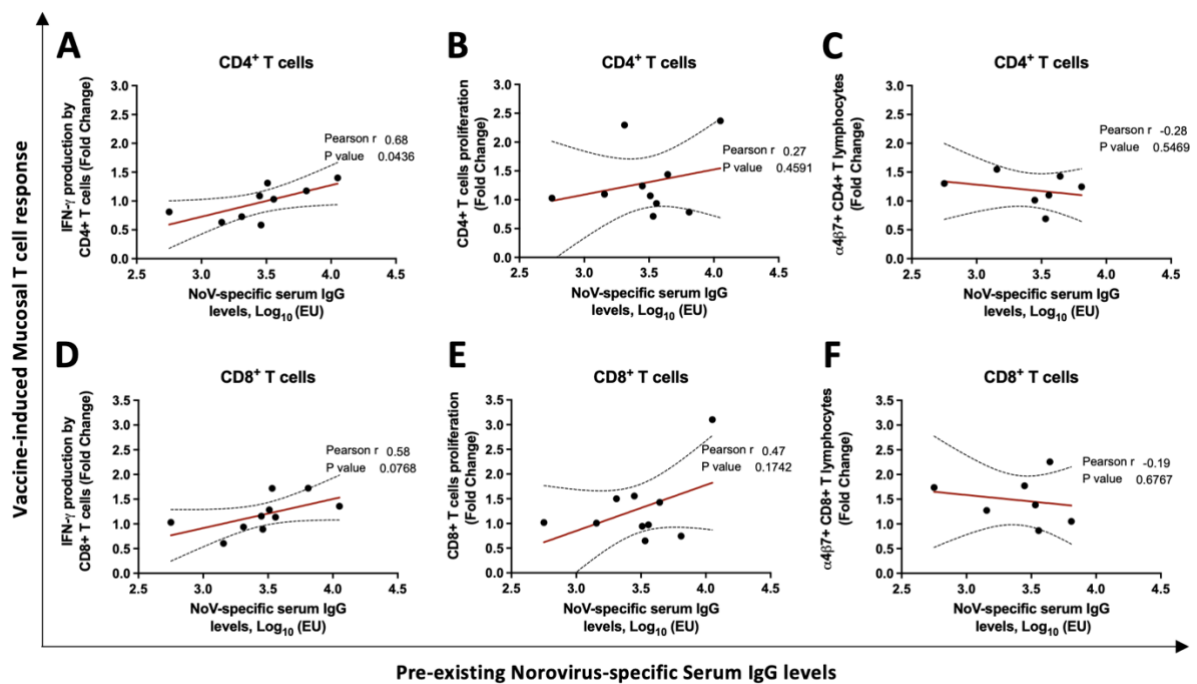 Vaccine-induced Mucosal T cell response
A
CD4+ T cells
IFN-γ production by
CD4+ T cells (Fold Change)
3.0
2.5
2.0
1.5
1.0
0.5
0.0
Pearson r 0.68
P value 0.0436
2.5 3.0 3.5 4.0 4.5
NoV-specific serum IgG
levels, Log10 (EU)
B
CD4+ T cells
CD4+ T cells proliferation
(Fold Change)
3.0
2.5
2.0
1.5
1.0
0.5
0.0
Pearson r 0.27
P value 0.4591
2.5 3.0 3.5 4.0 4.5
NoV-specific serum IgG
levels, Log10 (EU)
C
CD4+ T cells
α4β7+ CD4+ T lymphocytes
(Fold Change)
3.0
2.5
2.0
1.5
1.0
0.5
0.0
Pearson r -0.28
P value 0.5469
2.5 3.0 3.5 4.0 4.5
NoV-specific serum IgG
levels, Log10 (EU)
D
CD8+ T cells
IFN-γ production by
CD8+ T cells (Fold Change)
3.5
3.0
2.5
2.0
1.5
1.0
0.5
0.0
Pearson r 0.58
P value 0.0768
2.5 3.0 3.5 4.0 4.5
NoV-specific serum IgG
levels, Log10 (EU)
E
CD8+ T cells
CD8+ T cells proliferation
(Fold Change)
3.5
3.0
2.5
2.0
1.5
1.0
0.5
0.0
Pearson r 0.47
P value 0.1742
2.5 3.0 3.5 4.0 4.5
NoV-specific serum IgG
levels, Log10 (EU)
F
CD8+ T cells
α4β7+ CD8+ T lymphocytes
(Fold Change)
3.5
3.0
2.5
2.0
1.5
1.0
0.5
0.0
Pearson r -0.19
P value 0.6767
2.5 3.0 3.5 4.0 4.5
NoV-specific serum IgG
levels, Log10 (EU)
Pre-existing Norovirus-specific Serum IgG levels